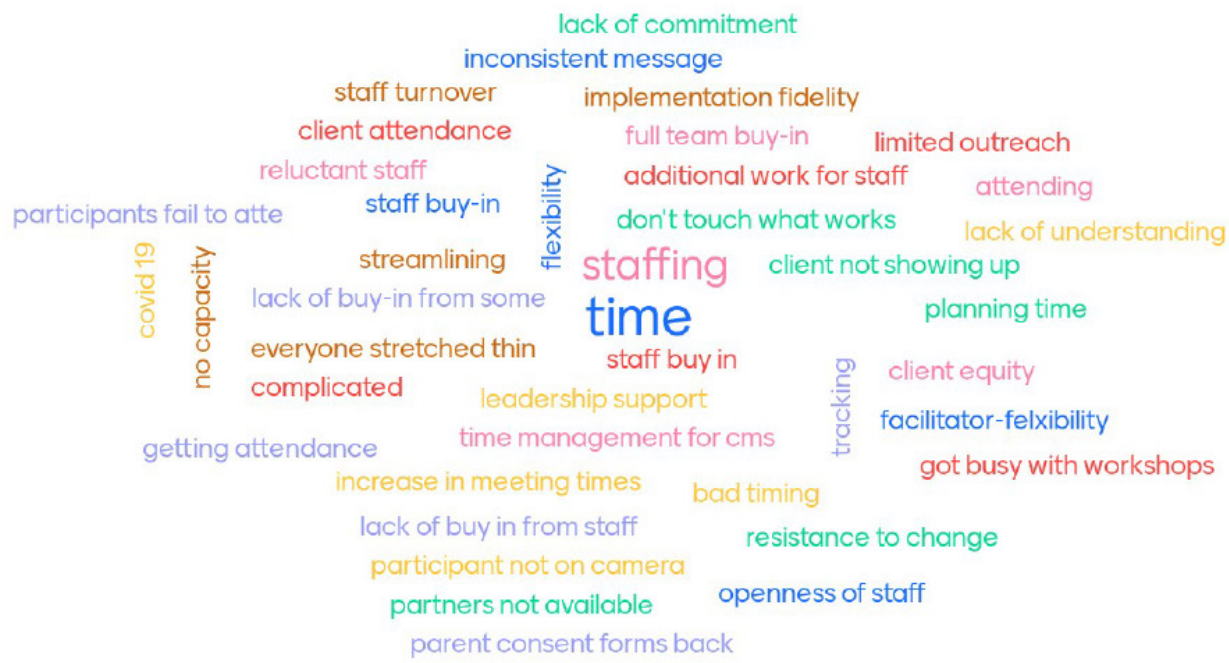 lack of commitment
inconsistent message
staff turnover
implementation fidelity
client attendance
full team buy-in
limited outreach
reluctant staff
additional work for staff
attending
participants fail to atte
staff buy-in
flexibility
don't touch what works
lack of understanding
covid 19
no capacity
streamlining
staffing
client not showing up
lack of buy-in from some
time
planning time
everyone stretched thin
staff buy in
complicated
leadership support
tracking
client equity
getting attendance
time management for cms
facilitator-felxibility
got busy with workshops
increase in meeting times
bad timing
lack of buy in from staff
resistance to change
participant not on camera
partners not available
openness of staff
parent consent forms back